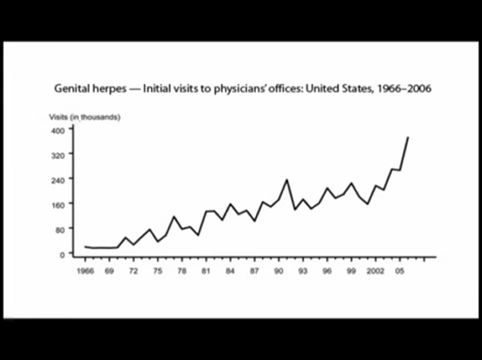 Genital herpes — Initial visits to physicians' offices: United States, 1966–2006
Visits (in thousands)
400
320
240
160
80
0
1966 69 72 75 78 81 84 87 90 93 96 99 2002 05